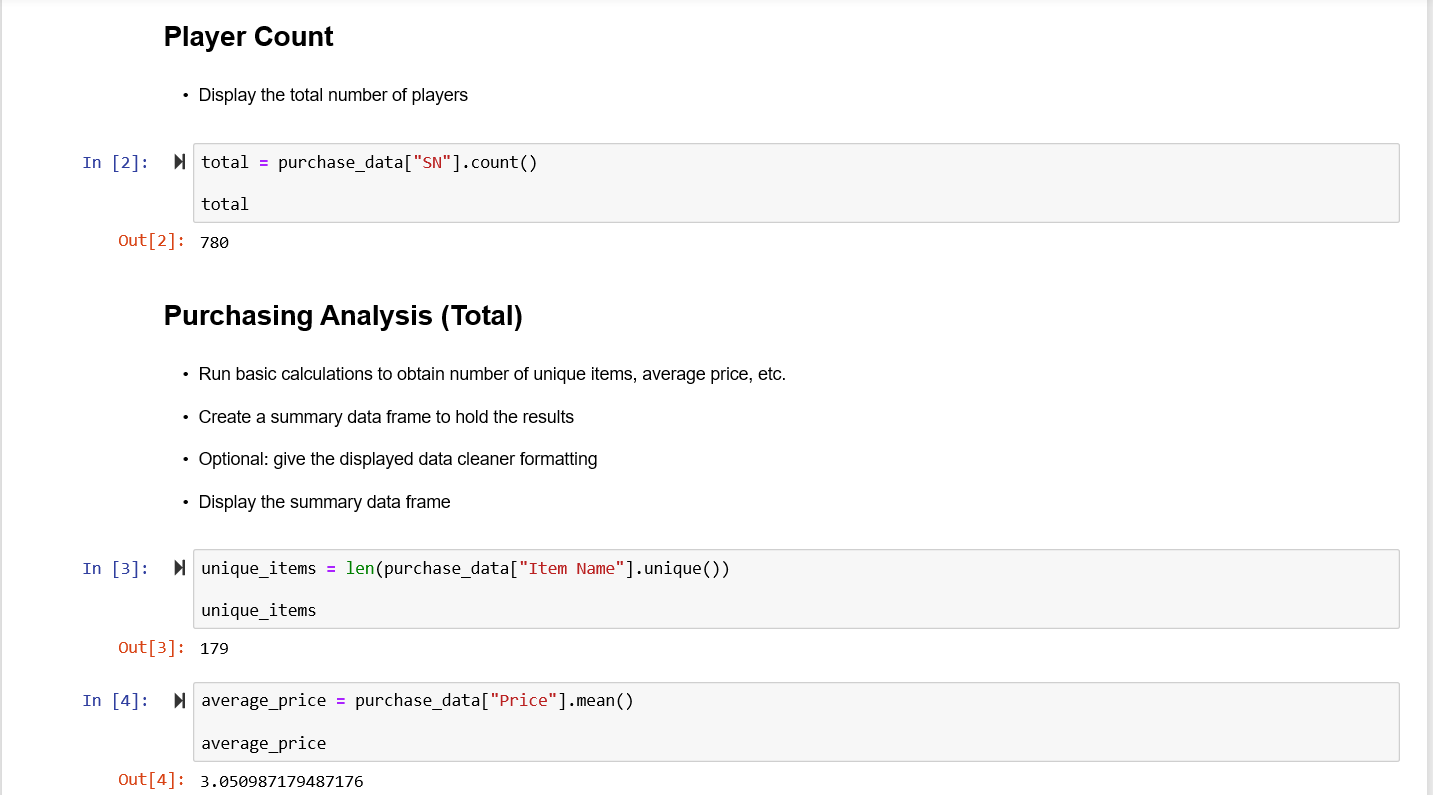 Player Count
• Display the total number of players
In [2]: total = purchase_data["SN"].count()
total
Out[2]: 780
Purchasing Analysis (Total)
• Run basic calculations to obtain number of unique items, average price, etc.
• Create a summary data frame to hold the results
• Optional: give the displayed data cleaner formatting
• Display the summary data frame
In [3]: unique_items = len(purchase_data["Item Name"].unique())
unique_items
Out[3]: 179
In [4]: average_price = purchase_data["Price"].mean()
average_price
Out[4]: 3.050987179487176